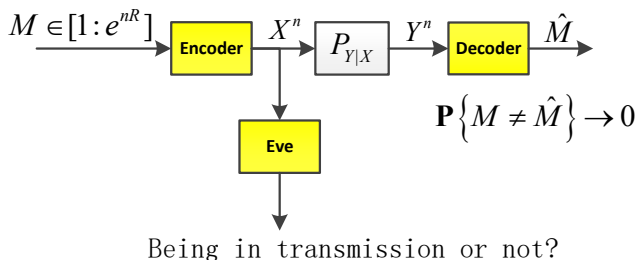 M ∈ [1: e^{nR}]
Encoder
X^n
P_{Y|X}
Y^n
Decoder
M̂
Eve
P{M ≠ M̂} → 0
Being in transmission or not?